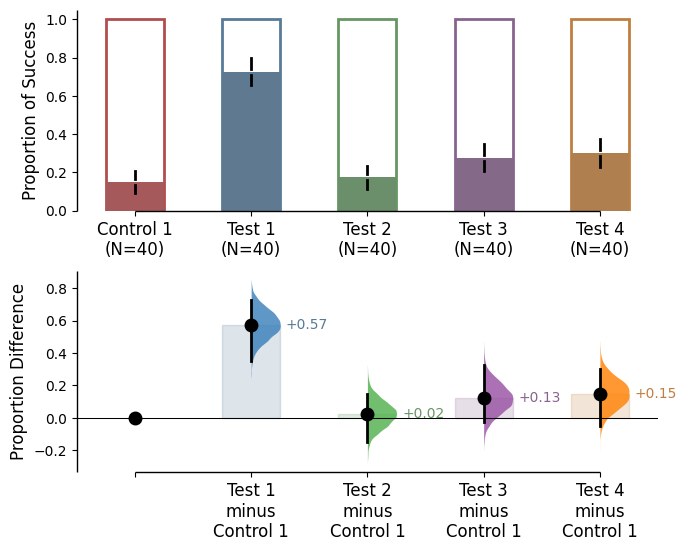 Proportion of Success
1.0
0.8
0.6
0.4
0.2
0.0
Control 1
(N=40)
Test 1
(N=40)
Test 2
(N=40)
Test 3
(N=40)
Test 4
(N=40)
Proportion Difference
0.8
0.6
0.4
0.2
0.0
−0.2
+0.57
+0.02
+0.13
+0.15
Test 1
minus
Control 1
Test 2
minus
Control 1
Test 3
minus
Control 1
Test 4
minus
Control 1